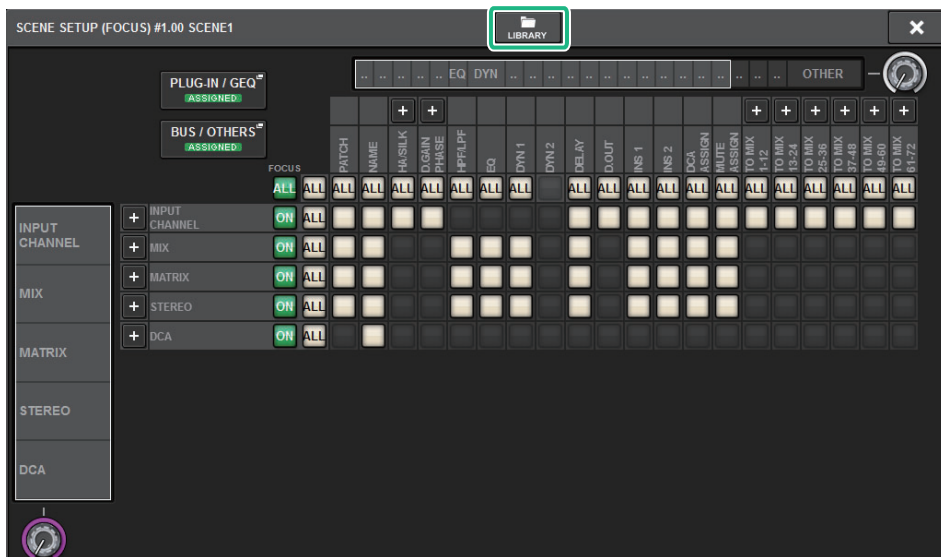 SCENE SETUP (FOCUS) #1.00 SCENE1
LIBRARY
PLUG-IN / GEQ
ASSIGNED
.. .. .. .. .. EQ DYN .. .. .. .. .. .. .. .. .. .. .. .. OTHER
BUS / OTHERS
ASSIGNED
+ + + + + + + +
PATCH
NAME
HA/SILK
D.GAIN
PHASE
HPF/LPF
EQ
DYN 1
DYN 2
DELAY
D.OUT
INS 1
INS 2
DCA
ASSIGN
MUTE
ASSIGN
TO MIX
1-12
TO MIX
13-24
TO MIX
25-36
TO MIX
37-48
TO MIX
49-60
TO MIX
61-72
FOCUS
ALL ALL ALL ALL ALL ALL ALL ALL ALL ALL ALL ALL ALL ALL ALL ALL ALL ALL ALL ALL ALL
INPUT
CHANNEL
+ INPUT
CHANNEL ON ALL
+ MIX ON ALL
MIX
+ MATRIX ON ALL
+ STEREO ON ALL
+ DCA ON ALL
MATRIX
STEREO
DCA